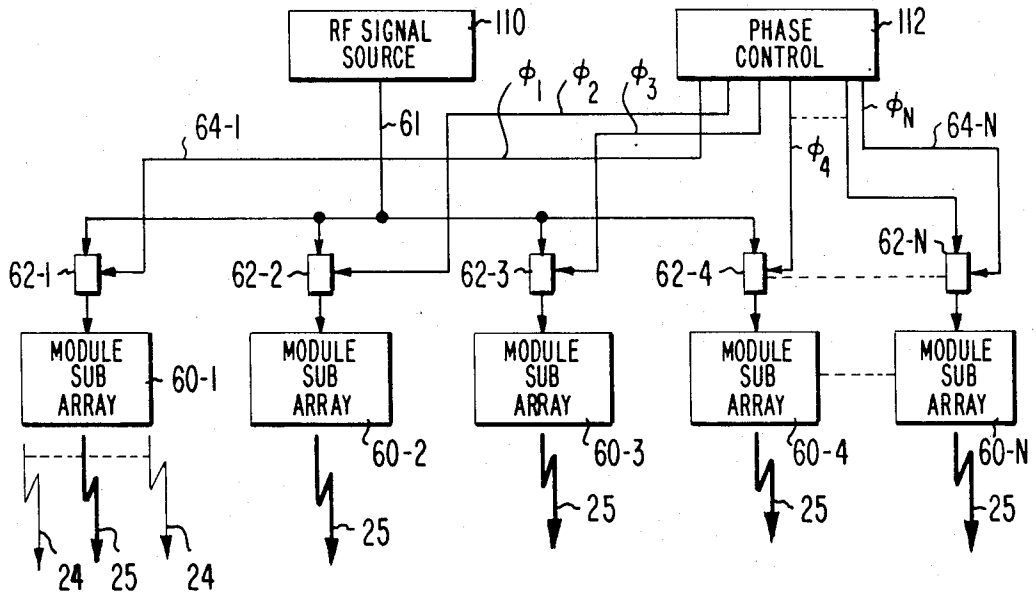 RF SIGNAL
SOURCE
110
PHASE
CONTROL
112
ϕ1
ϕ2
ϕ3
ϕ4
ϕN
61
64-1
64-N
62-1
62-2
62-3
62-4
62-N
MODULE
SUB
ARRAY
60-1
MODULE
SUB
ARRAY
60-2
MODULE
SUB
ARRAY
60-3
MODULE
SUB
ARRAY
60-4
MODULE
SUB
ARRAY
60-N
24
25
24
25
25
25
25